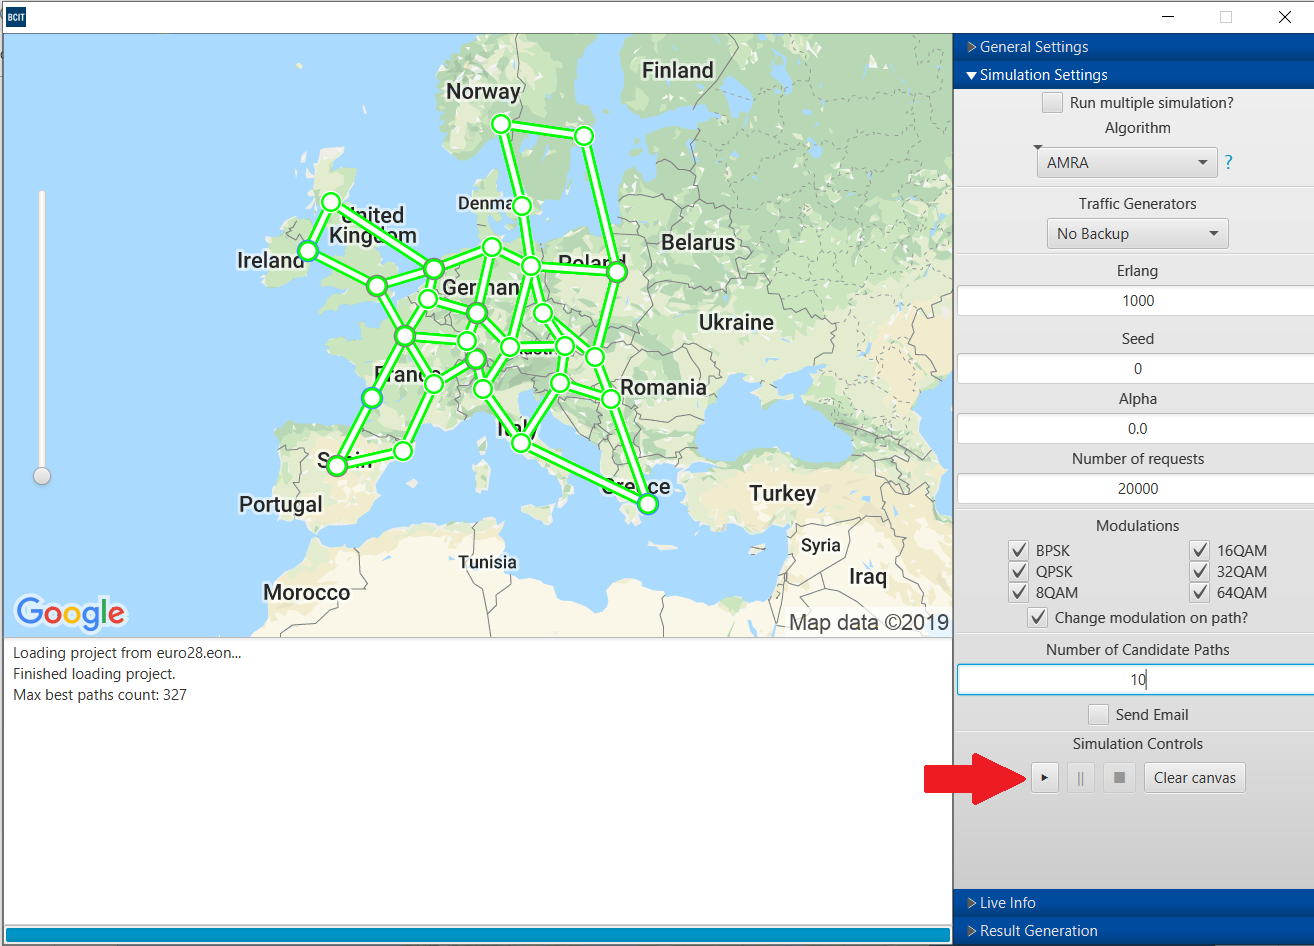 BCIT
Finland
Norway
Denma
United
Kingdom
Ireland
Belarus
Poland
German
Ukraine
Austri
France
Romania
Italy
Spain
Portugal
Greece
Turkey
Tunisia
Syria
Morocco
Iraq
Google
Map data ©2019
Loading project from euro28.eon...
Finished loading project.
Max best paths count: 327
General Settings
Simulation Settings
Run multiple simulation?
Algorithm
AMRA ?
Traffic Generators
No Backup
Erlang
1000
Seed
0
Alpha
0.0
Number of requests
20000
Modulations
BPSK 16QAM
QPSK 32QAM
8QAM 64QAM
Change modulation on path?
Number of Candidate Paths
10
Send Email
Simulation Controls
Clear canvas
Live Info
Result Generation